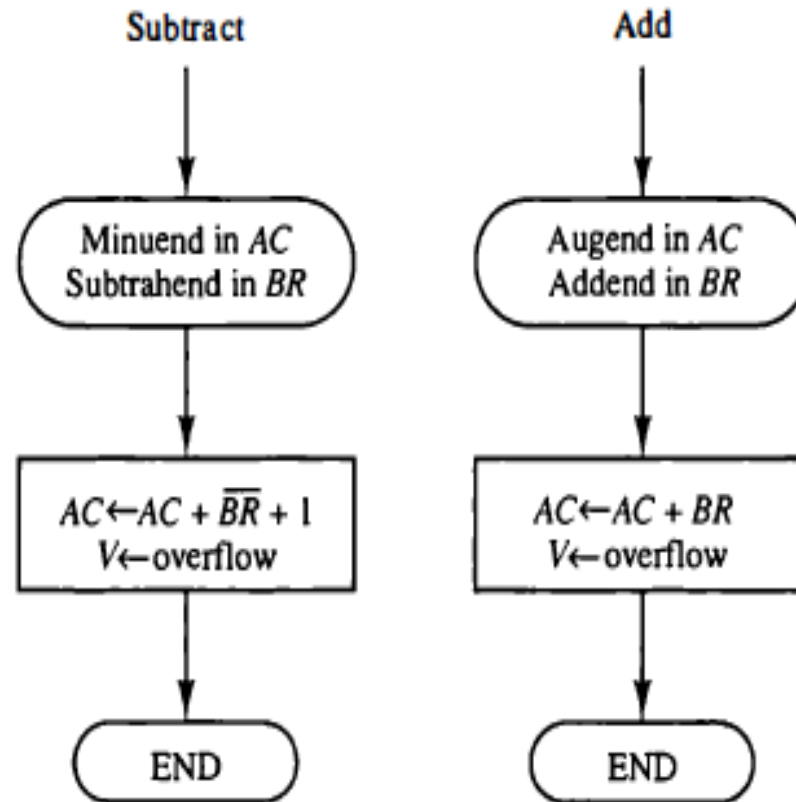 Subtract
Minuend in AC
Subtrahend in BR
AC←AC + B̅R̅ + 1
V←overflow
END
Add
Augend in AC
Addend in BR
AC←AC + BR
V←overflow
END